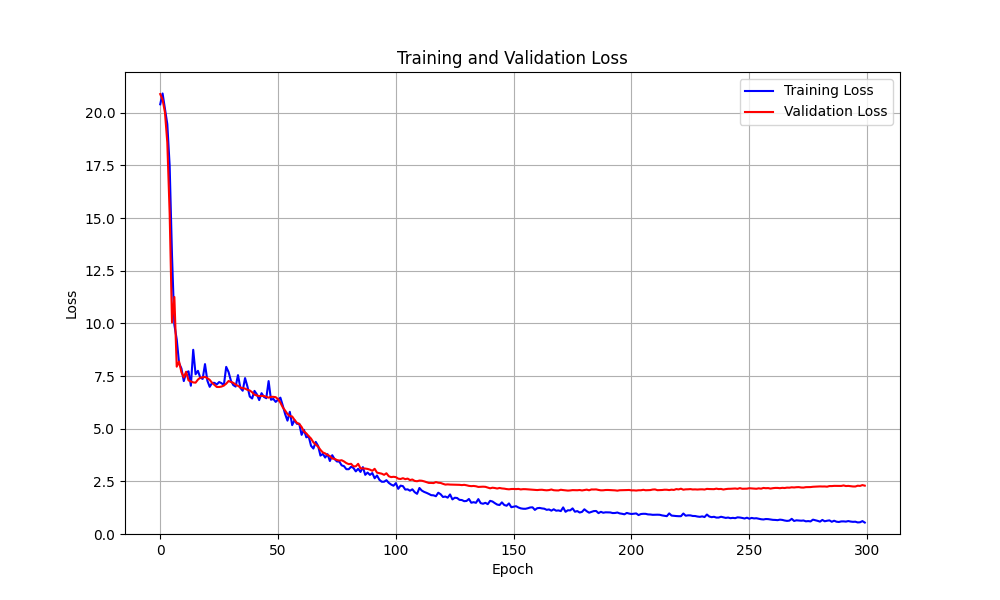 Training and Validation Loss
Training Loss
Validation Loss
20.0
17.5
15.0
12.5
10.0
7.5
5.0
2.5
0.0
Loss
0 50 100 150 200 250 300
Epoch